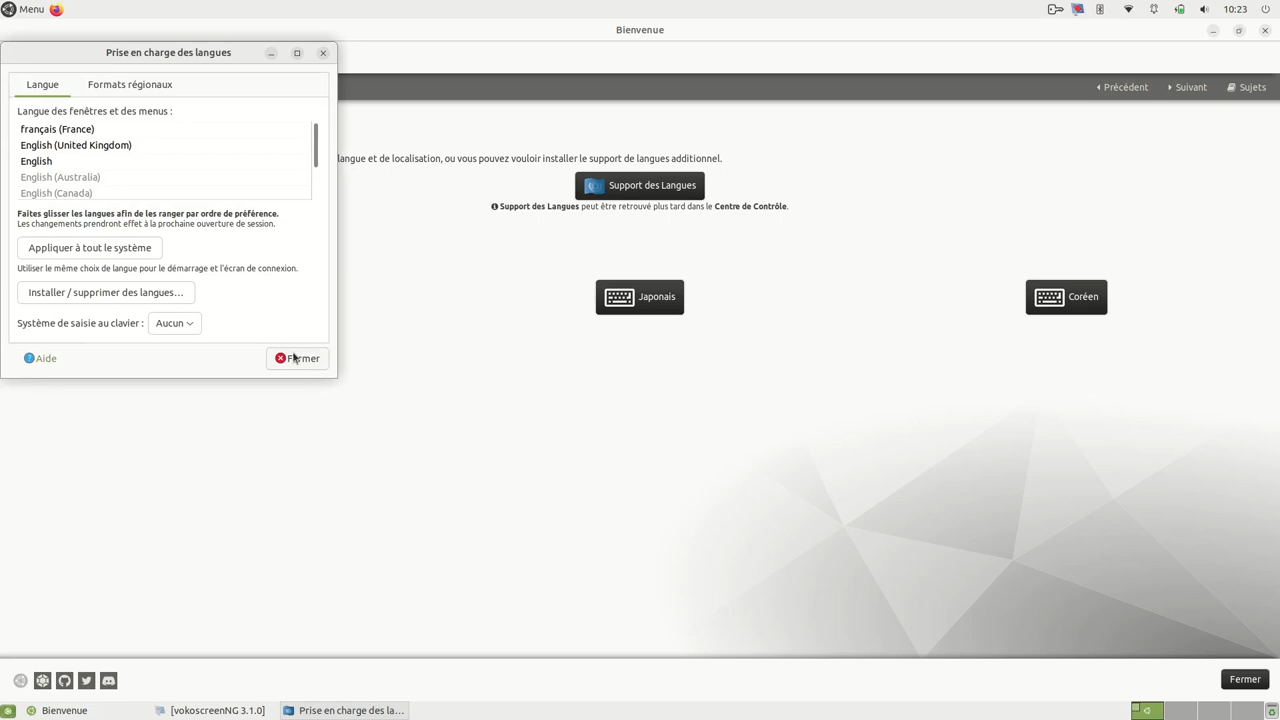 Menu
10:23
Bienvenue
Prise en charge des langues
Précédent
Suivant
Sujets
Langue
Formats régionaux
Langue des fenêtres et des menus :
français (France)
English (United Kingdom)
English
English (Australia)
English (Canada)
langue et de localisation, ou vous pouvez vouloir installer le support de langues additionnel.
Support des Langues
Support des Langues peut être retrouvé plus tard dans le Centre de Contrôle.
Faites glisser les langues afin de les ranger par ordre de préférence.
Les changements prendront effet à la prochaine ouverture de session.
Appliquer à tout le système
Utiliser le même choix de langue pour le démarrage et l'écran de connexion.
Installer / supprimer des langues...
Système de saisie au clavier :
Aucun
Japonais
Coréen
Aide
Fermer
Fermer
Bienvenue
[vokoscreenNG 3.1.0]
Prise en charge des la...